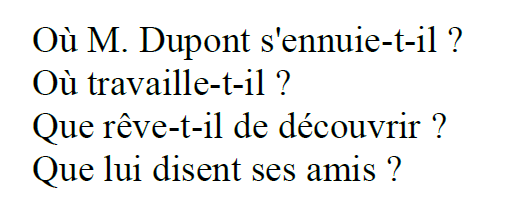 Où M. Dupont s'ennuie-t-il ?
Où travaille-t-il ?
Que rêve-t-il de découvrir ?
Que lui disent ses amis ?